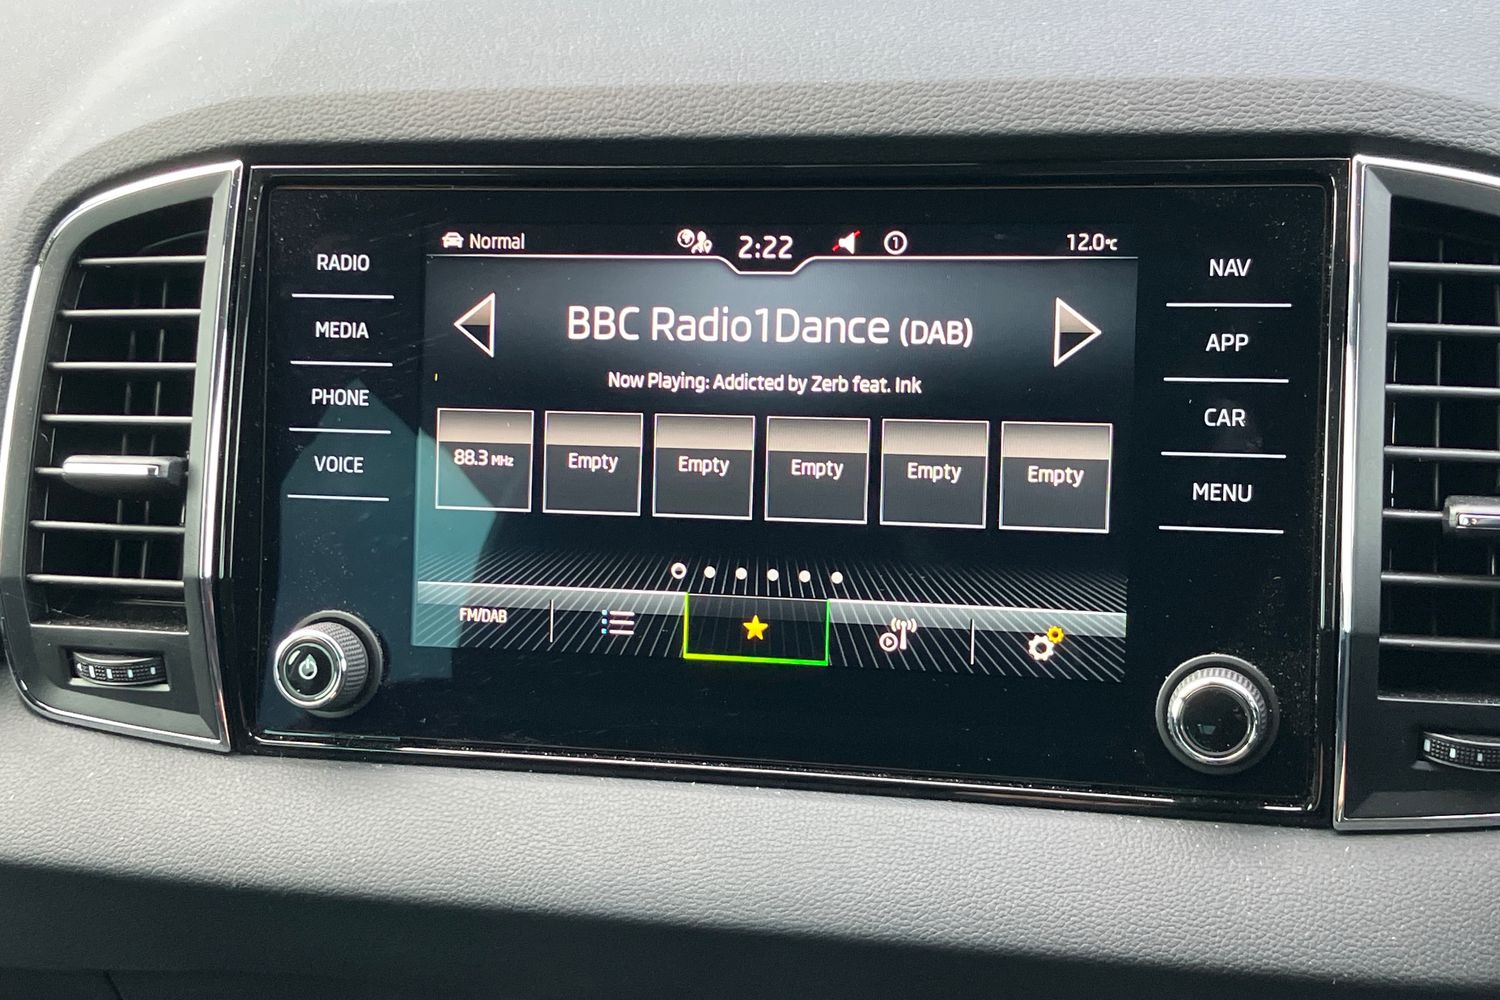 RADIO
MEDIA
PHONE
VOICE
Normal
2:22
1
12.0°C
BBC Radio1Dance (DAB)
Now Playing: Addicted by Zerb feat. Ink
88.3 MHz
Empty
Empty
Empty
Empty
Empty
FM/DAB
NAV
APP
CAR
MENU